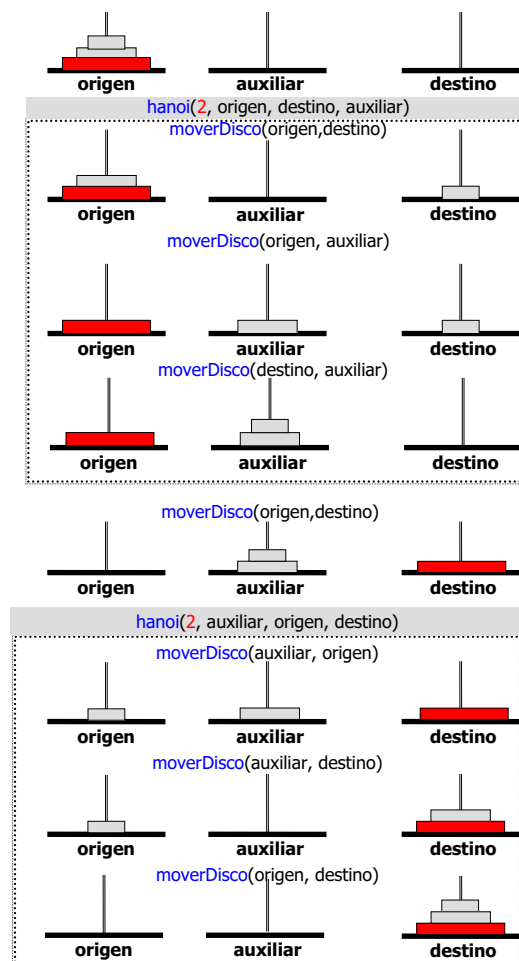 origen auxiliar destino
hanoi(2, origen, destino, auxiliar)
moverDisco(origen,destino)
origen auxiliar destino
moverDisco(origen, auxiliar)
origen auxiliar destino
moverDisco(destino, auxiliar)
origen auxiliar destino
moverDisco(origen,destino)
origen auxiliar destino
hanoi(2, auxiliar, origen, destino)
moverDisco(auxiliar, origen)
origen auxiliar destino
moverDisco(auxiliar, destino)
origen auxiliar destino
moverDisco(origen, destino)
origen auxiliar destino